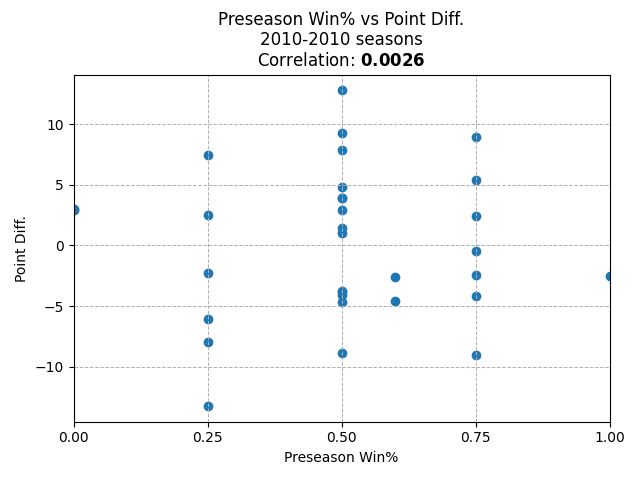 Preseason Win% vs Point Diff.
2010-2010 seasons
Correlation: 0.0026
Point Diff.
10
5
0
−5
−10
0.00 0.25 0.50 0.75 1.00
Preseason Win%